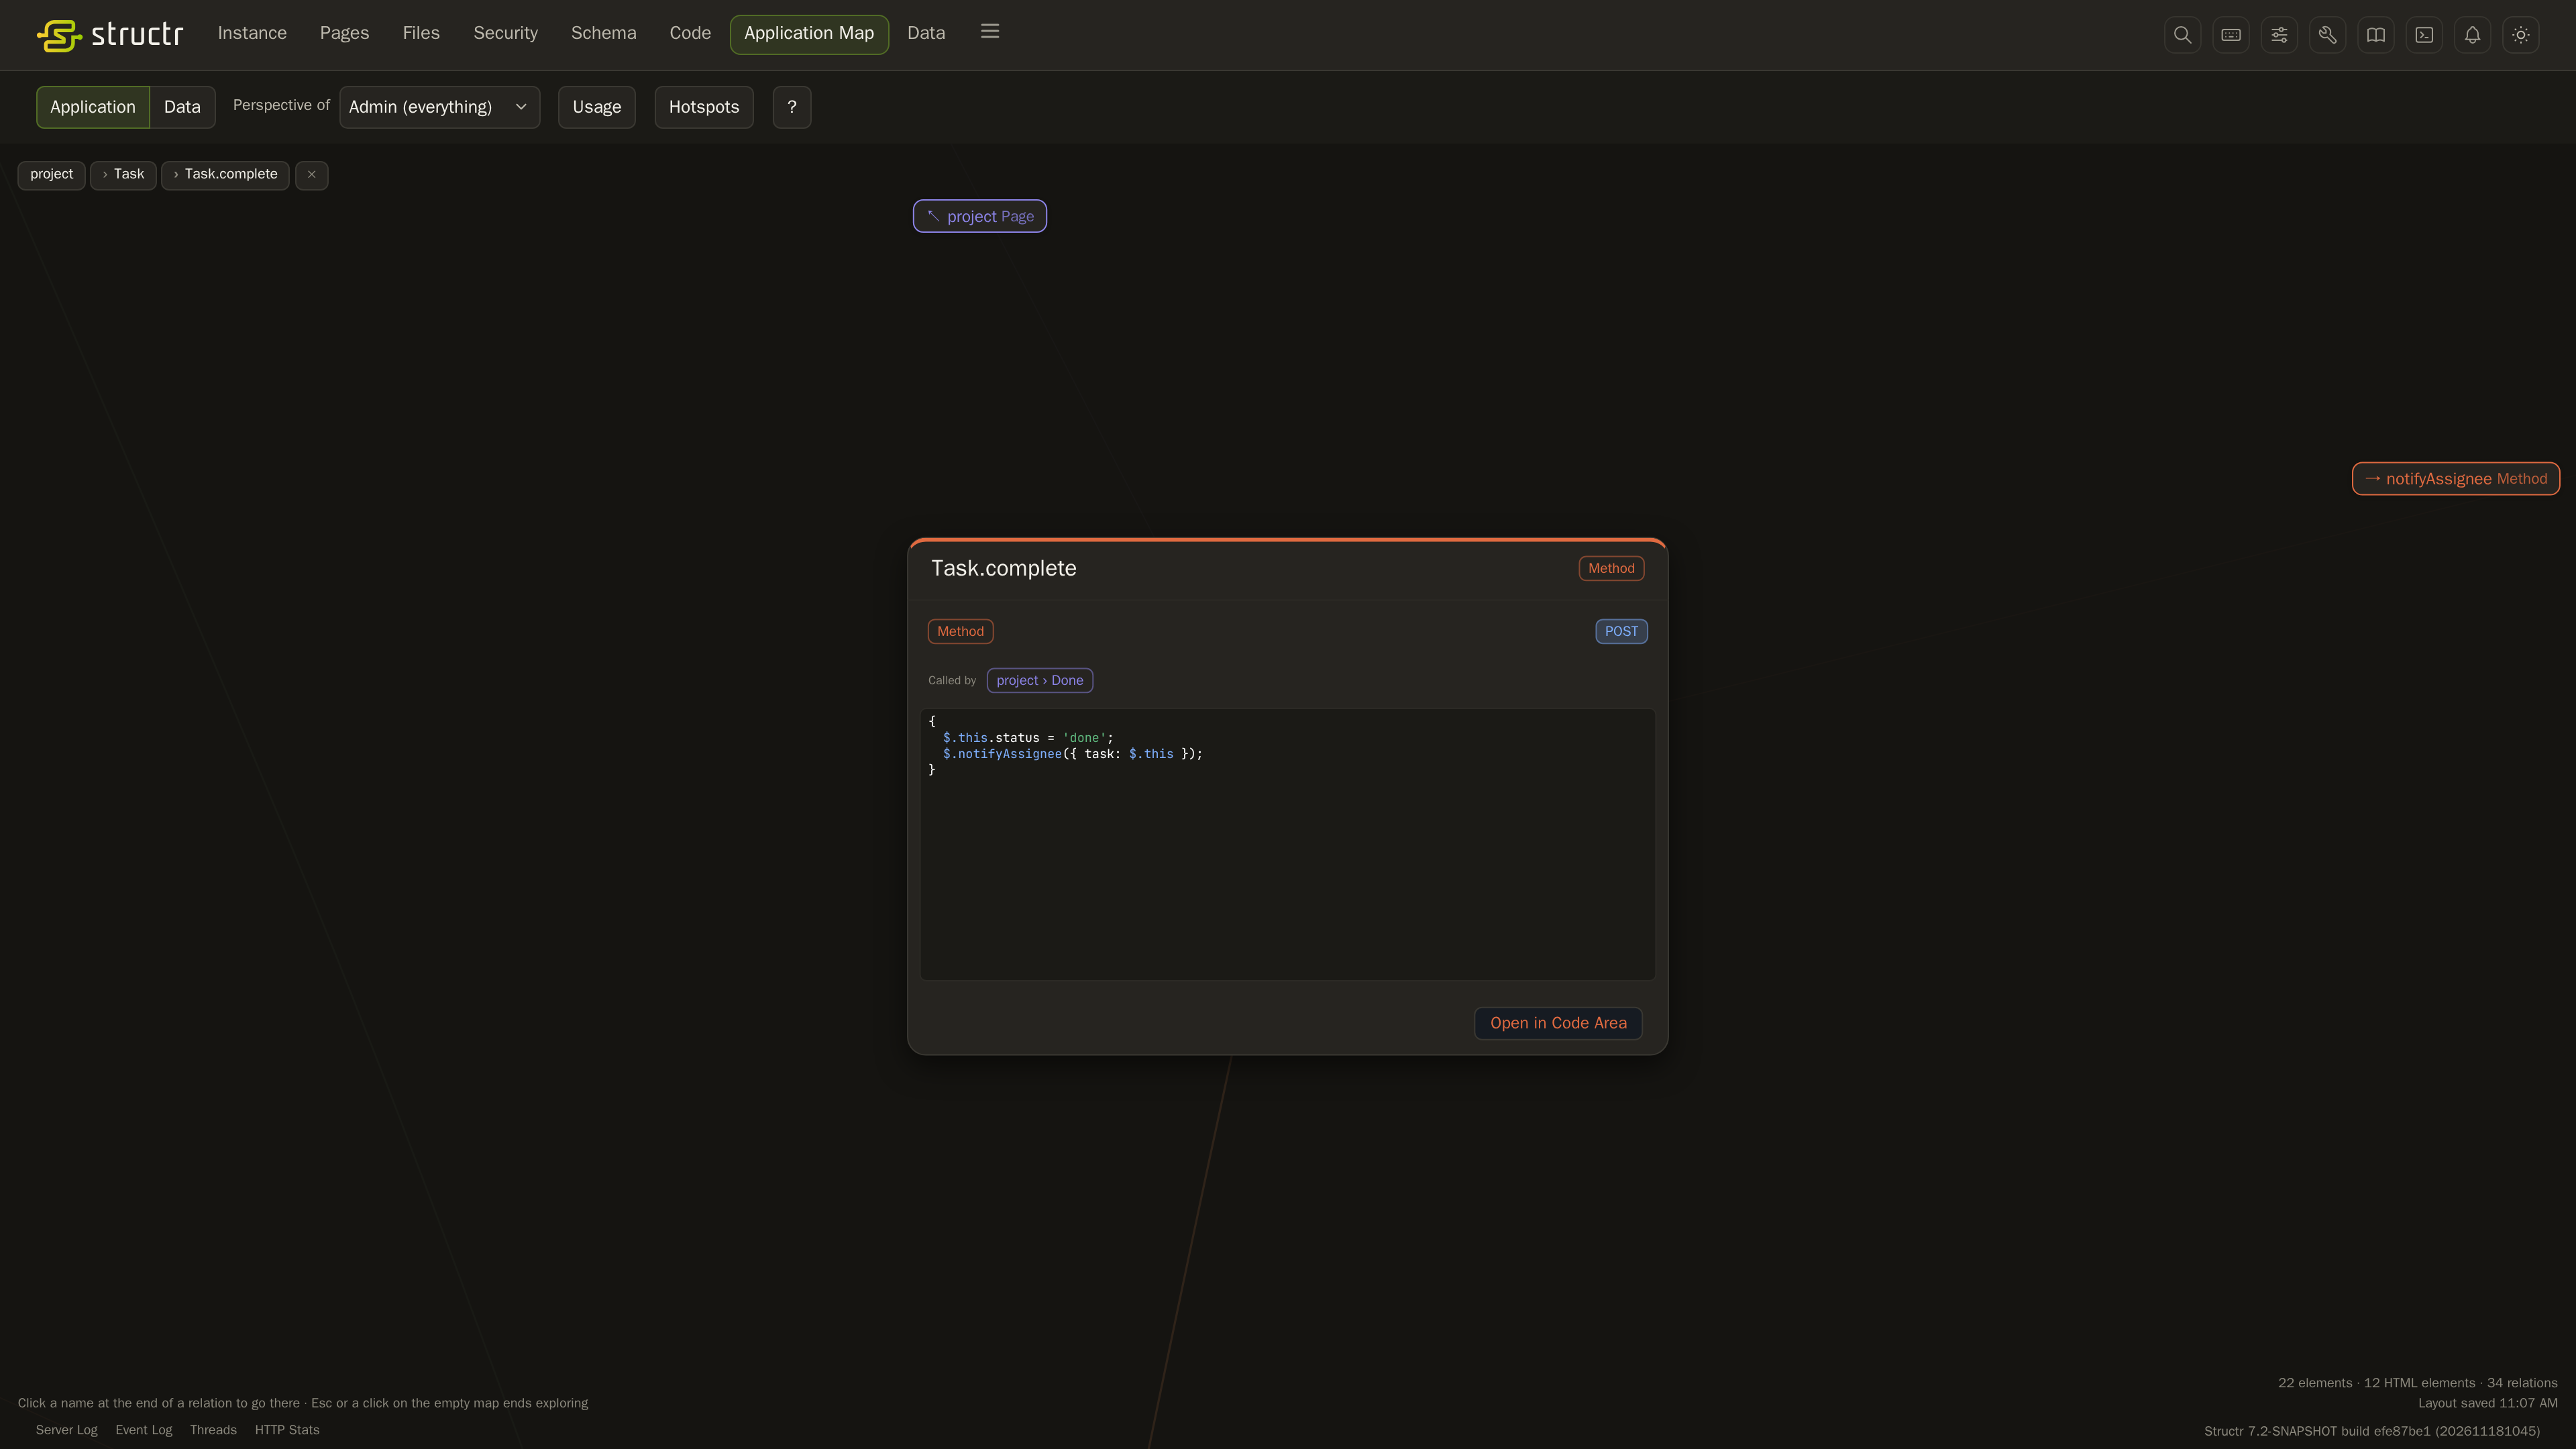 structr Instance Pages Files Security Schema Code Application Map Data
Application Data Perspective of Admin (everything) Usage Hotspots ?
project › Task › Task.complete ×
↖ project Page
→ notifyAssignee Method
Task.complete Method
Method POST
Called by project › Done
{
  $.this.status = 'done';
  $.notifyAssignee({ task: $.this });
}
Open in Code Area
22 elements · 12 HTML elements · 34 relations
Click a name at the end of a relation to go there · Esc or a click on the empty map ends exploring
Layout saved 11:07 AM
Server Log Event Log Threads HTTP Stats
Structr 7.2-SNAPSHOT build efe87be1 (202611181045)